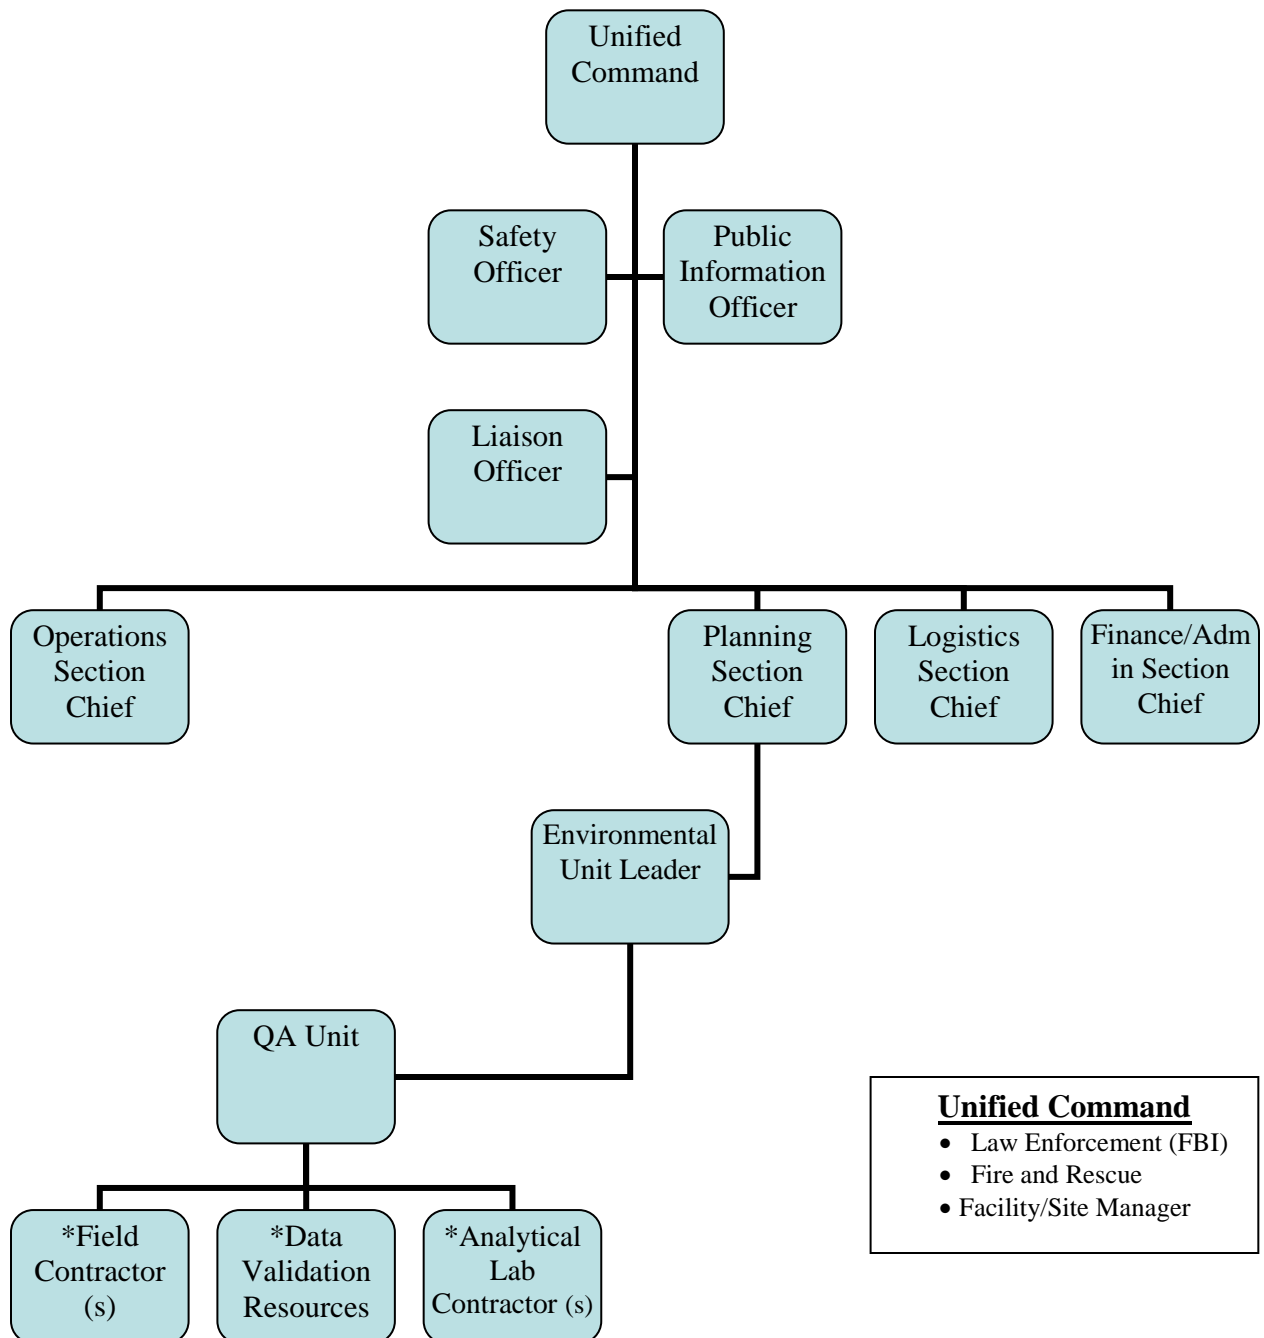 Unified
Command
Safety
Officer
Public
Information
Officer
Liaison
Officer
Operations
Section
Chief
Planning
Section
Chief
Logistics
Section
Chief
Finance/Adm
in Section
Chief
Environmental
Unit Leader
QA Unit
*Field
Contractor
(s)
*Data
Validation
Resources
*Analytical
Lab
Contractor (s)
Unified Command
• Law Enforcement (FBI)
• Fire and Rescue
• Facility/Site Manager